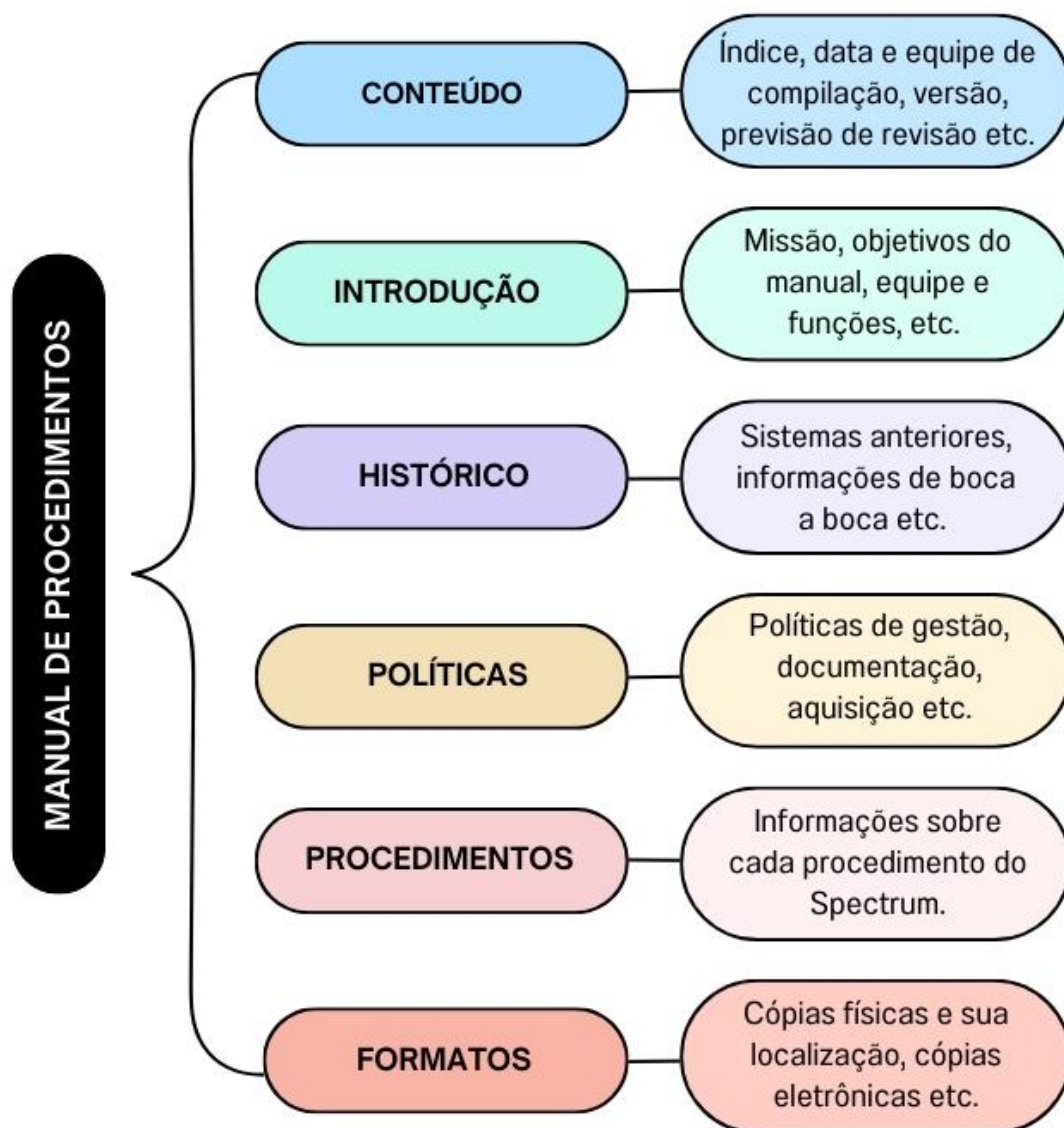 MANUAL DE PROCEDIMENTOS
CONTEÚDO
Índice, data e equipe de
compilação, versão,
previsão de revisão etc.
INTRODUÇÃO
Missão, objetivos do
manual, equipe e
funções, etc.
HISTÓRICO
Sistemas anteriores,
informações de boca
a boca etc.
POLÍTICAS
Políticas de gestão,
documentação,
aquisição etc.
PROCEDIMENTOS
Informações sobre
cada procedimento do
Spectrum.
FORMATOS
Cópias físicas e sua
localização, cópias
eletrônicas etc.